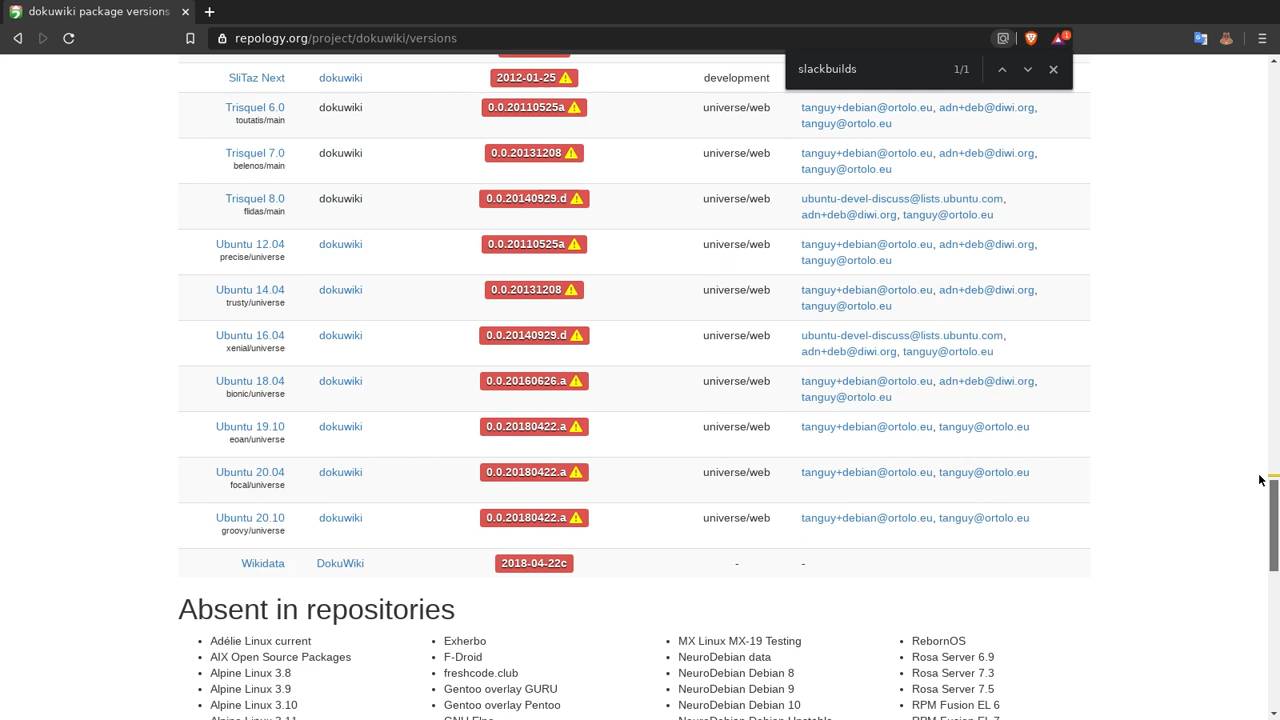 dokuwiki package versions
repology.org/project/dokuwiki/versions
1
slackbuilds 1/1
SliTaz Next dokuwiki 2012-01-25 development
Trisquel 6.0 dokuwiki 0.0.20110525a universe/web tanguy+debian@ortolo.eu, adn+deb@diwi.org,
toutatis/main tanguy@ortolo.eu
Trisquel 7.0 dokuwiki 0.0.20131208 universe/web tanguy+debian@ortolo.eu, adn+deb@diwi.org,
belenos/main tanguy@ortolo.eu
Trisquel 8.0 dokuwiki 0.0.20140929.d universe/web ubuntu-devel-discuss@lists.ubuntu.com,
flidas/main adn+deb@diwi.org, tanguy@ortolo.eu
Ubuntu 12.04 dokuwiki 0.0.20110525a universe/web tanguy+debian@ortolo.eu, adn+deb@diwi.org,
precise/universe tanguy@ortolo.eu
Ubuntu 14.04 dokuwiki 0.0.20131208 universe/web tanguy+debian@ortolo.eu, adn+deb@diwi.org,
trusty/universe tanguy@ortolo.eu
Ubuntu 16.04 dokuwiki 0.0.20140929.d universe/web ubuntu-devel-discuss@lists.ubuntu.com,
xenial/universe adn+deb@diwi.org, tanguy@ortolo.eu
Ubuntu 18.04 dokuwiki 0.0.20160626.a universe/web tanguy+debian@ortolo.eu, adn+deb@diwi.org,
bionic/universe tanguy@ortolo.eu
Ubuntu 19.10 dokuwiki 0.0.20180422.a universe/web tanguy+debian@ortolo.eu, tanguy@ortolo.eu
eoan/universe
Ubuntu 20.04 dokuwiki 0.0.20180422.a universe/web tanguy+debian@ortolo.eu, tanguy@ortolo.eu
focal/universe
Ubuntu 20.10 dokuwiki 0.0.20180422.a universe/web tanguy+debian@ortolo.eu, tanguy@ortolo.eu
groovy/universe
Wikidata DokuWiki 2018-04-22c - -
Absent in repositories
Adélie Linux current Exherbo MX Linux MX-19 Testing RebornOS
AIX Open Source Packages F-Droid NeuroDebian data Rosa Server 6.9
Alpine Linux 3.8 freshcode.club NeuroDebian Debian 8 Rosa Server 7.3
Alpine Linux 3.9 Gentoo overlay GURU NeuroDebian Debian 9 Rosa Server 7.5
Alpine Linux 3.10 Gentoo overlay Pentoo NeuroDebian Debian 10 RPM Fusion EL 6